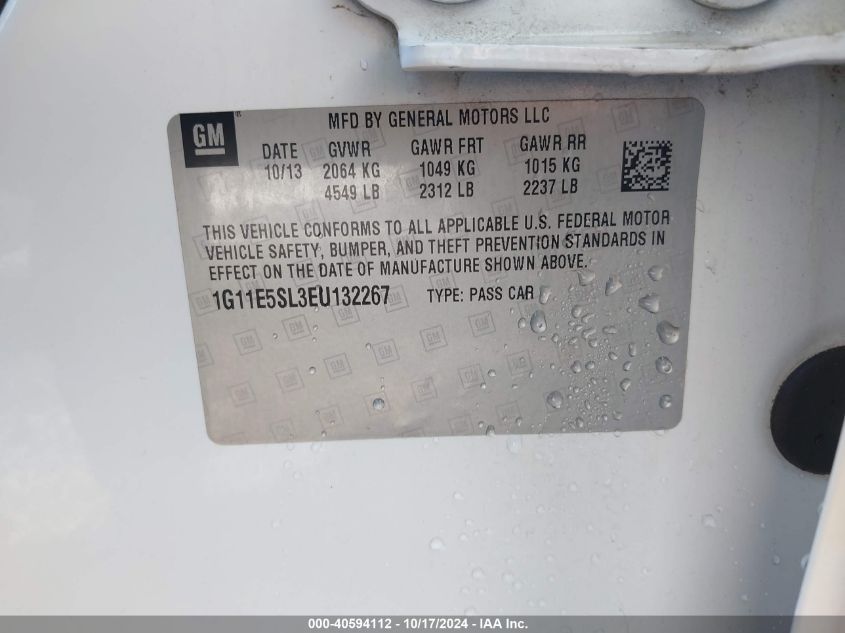 GM
MFD BY GENERAL MOTORS LLC
DATE GVWR GAWR FRT GAWR RR
10/13 2064 KG 1049 KG 1015 KG
4549 LB 2312 LB 2237 LB
THIS VEHICLE CONFORMS TO ALL APPLICABLE U.S. FEDERAL MOTOR
VEHICLE SAFETY, BUMPER, AND THEFT PREVENTION STANDARDS IN
EFFECT ON THE DATE OF MANUFACTURE SHOWN ABOVE.
1G11E5SL3EU132267 TYPE: PASS CAR
000-40594112 - 10/17/2024 - IAA Inc.